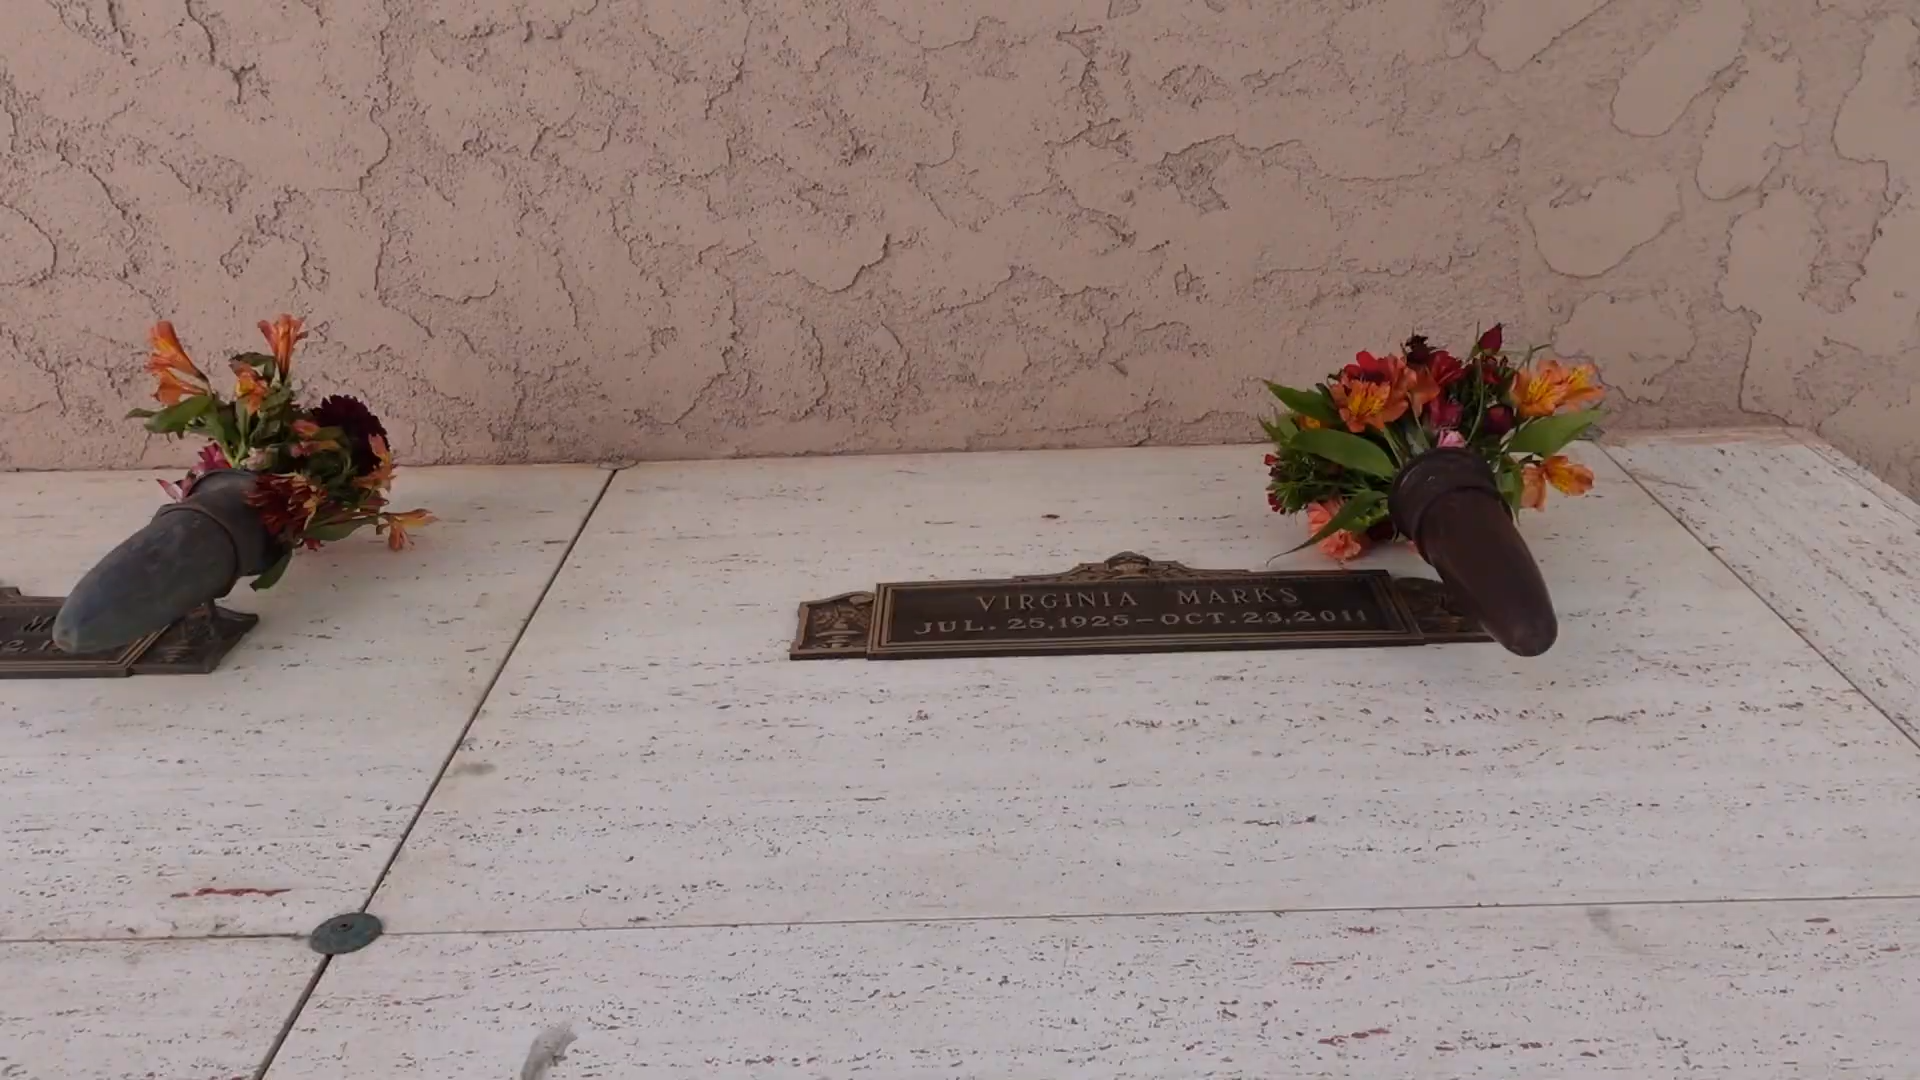 VIRGINIA MARKS
JUL. 25, 1925 – OCT. 23, 2011